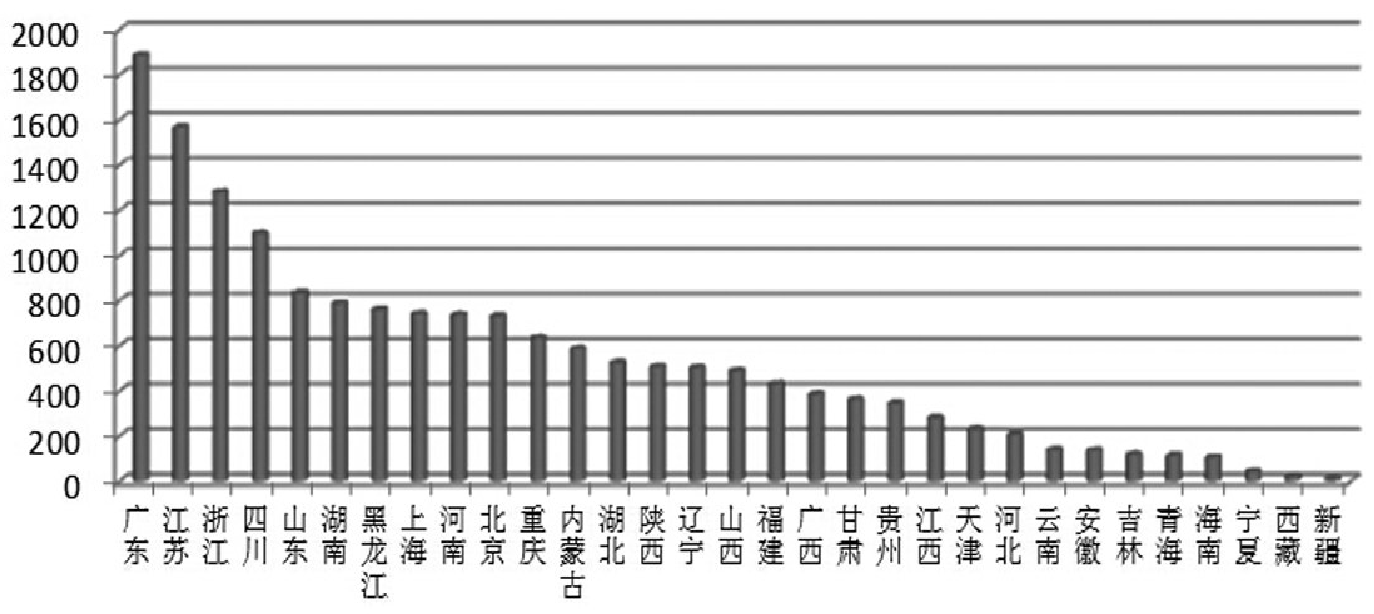 2000
1800
1600
1400
1200
1000
800
600
400
200
0
广东
江苏
浙江
四川
山东
湖南
黑龙江
上海
河南
北京
重庆
内蒙古
湖北
陕西
辽宁
山西
福建
广西
甘肃
贵州
江西
天津
河北
云南
安徽
吉林
青海
海南
宁夏
西藏
新疆